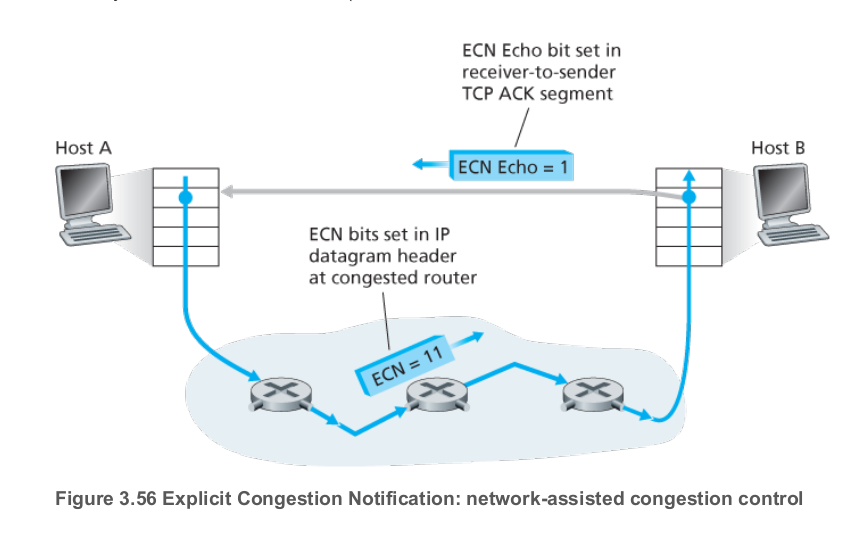 ECN Echo bit set in
receiver-to-sender
TCP ACK segment
Host A
Host B
ECN Echo = 1
ECN bits set in IP
datagram header
at congested router
ECN = 11
Figure 3.56 Explicit Congestion Notification: network-assisted congestion control